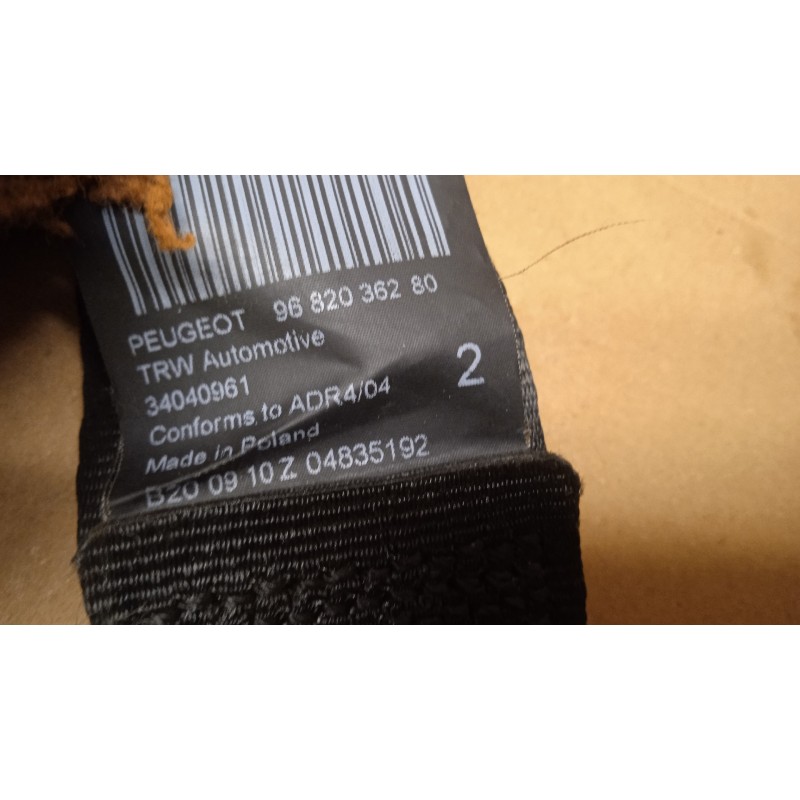 PEUGEOT 96 820 362 80
TRW Automotive
34040961
2
Conforms to ADR4/04
Made in Poland
B20 09 10 Z 04835192